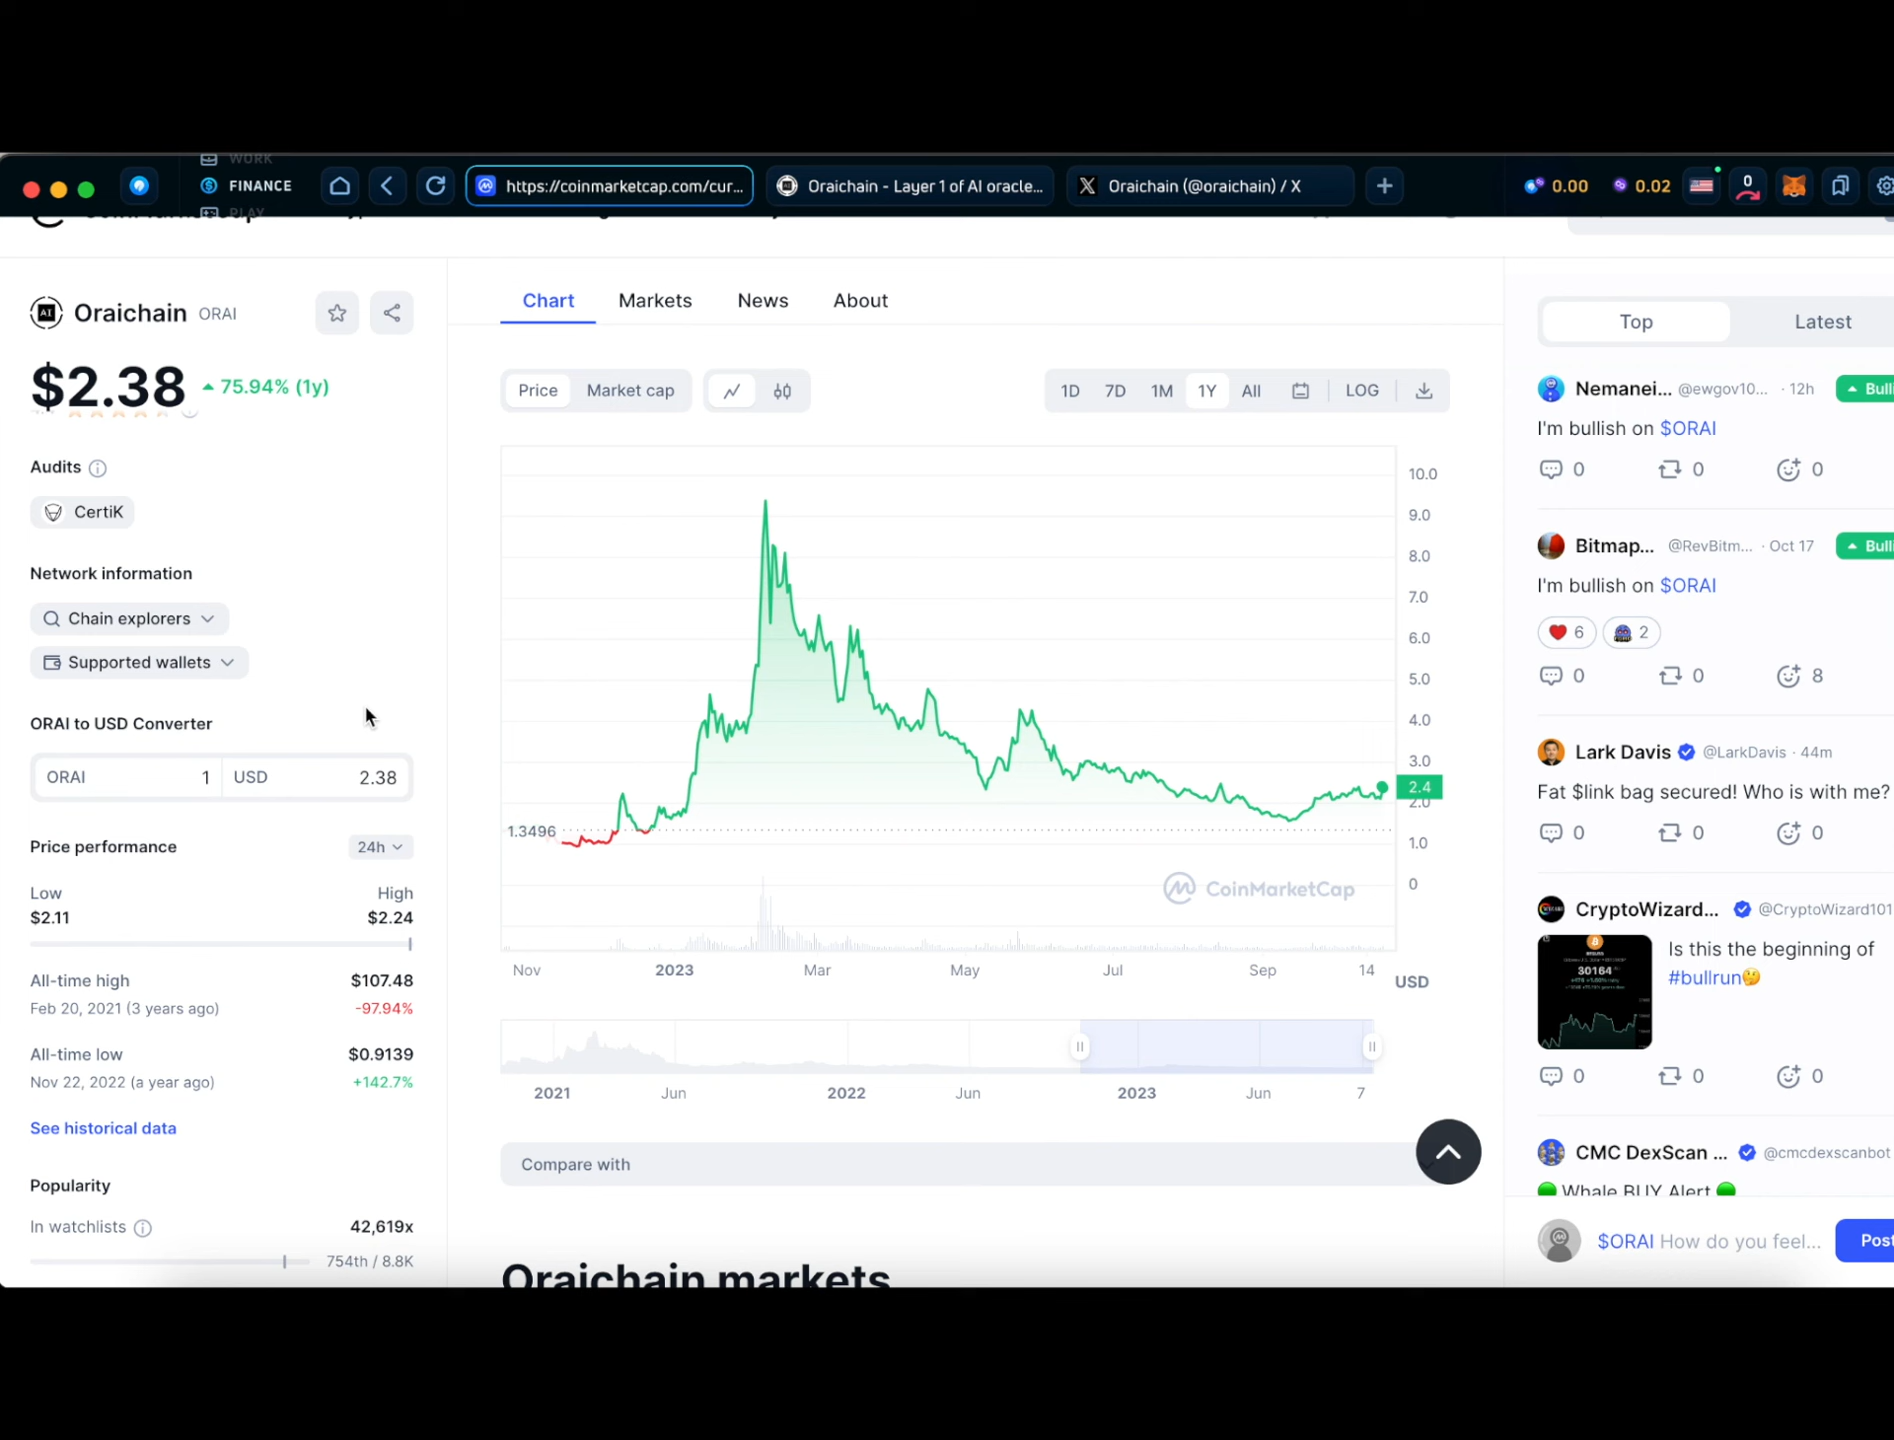 WORK
FINANCE
PLAY
https://coinmarketcap.com/cur...
Oraichain - Layer 1 of AI oracle...
Oraichain (@oraichain) / X
0.00
0.02
0
Oraichain ORAI
$2.38 75.94% (1y)
Audits
CertiK
Network information
Chain explorers
Supported wallets
ORAI to USD Converter
ORAI 1 USD 2.38
Price performance 24h
Low High
$2.11 $2.24
All-time high $107.48
Feb 20, 2021 (3 years ago) -97.94%
All-time low $0.9139
Nov 22, 2022 (a year ago) +142.7%
See historical data
Popularity
In watchlists 42,619x
754th / 8.8K
Chart Markets News About
Price Market cap
1D 7D 1M 1Y All LOG
10.0
9.0
8.0
7.0
6.0
5.0
4.0
3.0
2.4
2.0
1.3496
1.0
0
CoinMarketCap
Nov 2023 Mar May Jul Sep 14
USD
2021 Jun 2022 Jun 2023 Jun 7
Compare with
Oraichain markets
Top Latest
Nemanei... @ewgov10... · 12h Bulli
I'm bullish on $ORAI
0 0 0
Bitmap... @RevBitm... · Oct 17 Bulli
I'm bullish on $ORAI
6 2
0 0 8
Lark Davis @LarkDavis · 44m
Fat $link bag secured! Who is with me?
0 0 0
CryptoWizard... @CryptoWizard101
30164
Is this the beginning of
#bullrun🤔
0 0 0
CMC DexScan ... @cmcdexscanbot
Whale BUY Alert
$ORAI How do you feel...
Post